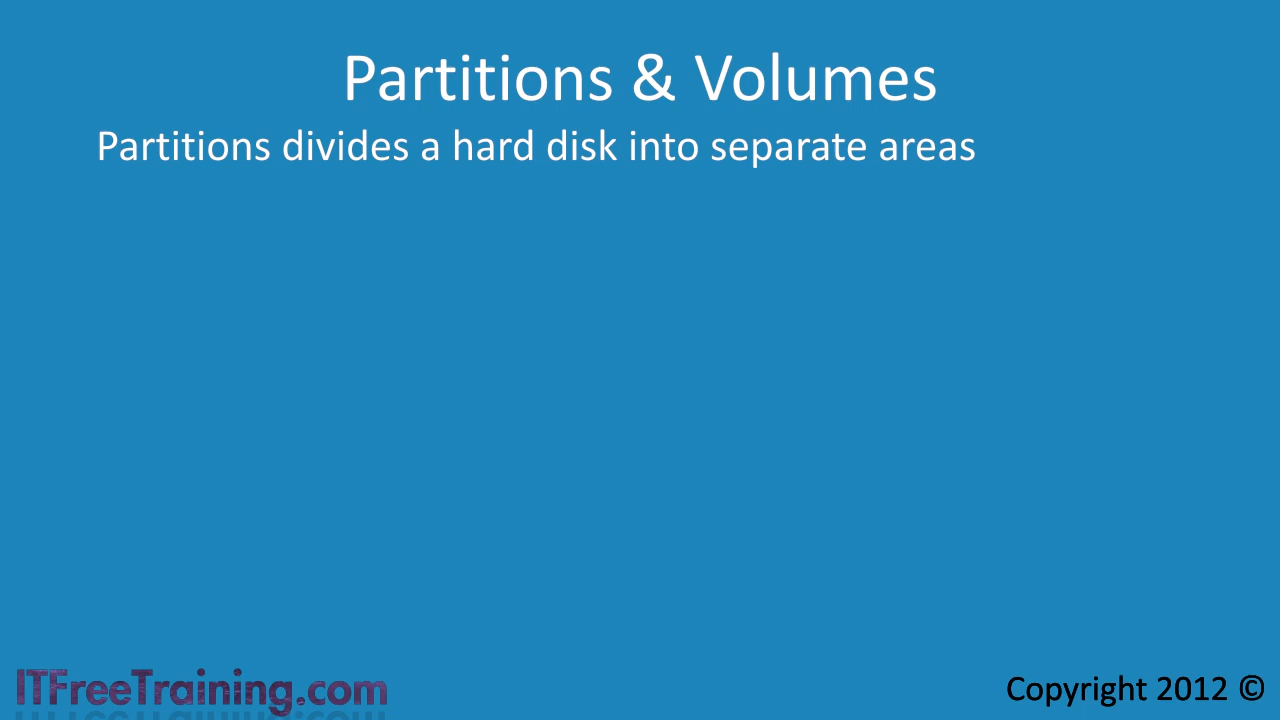 Partitions & Volumes
Partitions divides a hard disk into separate areas
ITFreeTraining.com
Copyright 2012 ©